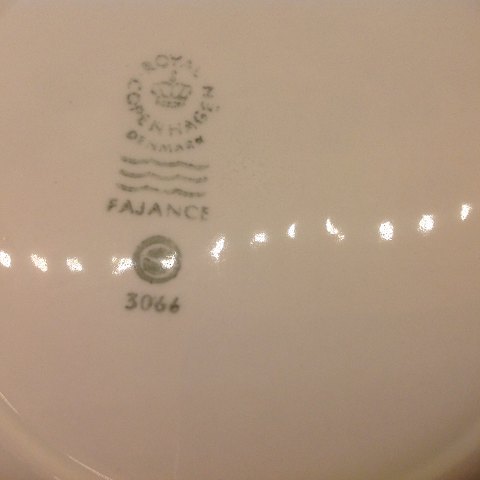 ROYAL
COPENHAGEN
DENMARK
FAJANCE
3066